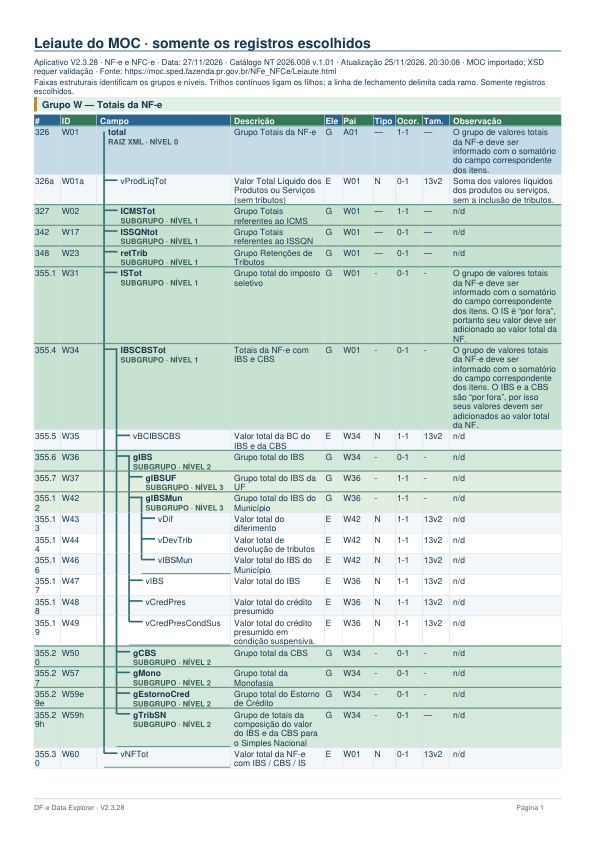 Leiaute do MOC · somente os registros escolhidos
Aplicativo V2.3.28 · NF-e e NFC-e · Data: 27/11/2026 · Catálogo NT 2026.008 v.1.01 · Atualização 25/11/2026, 20:30:08 · MOC importado; XSD
requer validação · Fonte: https://moc.sped.fazenda.pr.gov.br/NFe_NFCe/Leiaute.html
Faixas estruturais identificam os grupos e níveis. Trilhos contínuos ligam os filhos; a linha de fechamento delimita cada ramo. Somente registros
escolhidos.
Grupo W — Totais da NF-e
# ID Campo Descrição Ele Pai Tipo Ocor. Tam. Observação
326 W01 total Grupo Totais da NF-e G A01 — 1-1 — O grupo de valores totais
RAIZ XML · NÍVEL 0 da NF-e deve ser
informado com o somatório
do campo correspondente
dos itens.
326a W01a vProdLiqTot Valor Total Líquido dos E W01 N 0-1 13v2 Soma dos valores líquidos
Produtos ou Serviços dos produtos ou serviços,
(sem tributos) sem a inclusão de tributos.
327 W02 ICMSTot Grupo Totais G W01 — 1-1 — n/d
SUBGRUPO · NÍVEL 1 referentes ao ICMS
342 W17 ISSQNtot Grupo Totais G W01 — 0-1 — n/d
SUBGRUPO · NÍVEL 1 referentes ao ISSQN
348 W23 retTrib Grupo Retenções de G W01 — 0-1 — n/d
SUBGRUPO · NÍVEL 1 Tributos
355.1 W31 ISTot Grupo total do imposto G W01 - 0-1 - O grupo de valores totais
SUBGRUPO · NÍVEL 1 seletivo da NF-e deve ser
informado com o somatório
do campo correspondente
dos itens. O IS é “por fora”,
portanto seu valor deve ser
adicionado ao valor total da
NF.
355.4 W34 IBSCBSTot Totais da NF-e com G W01 - 0-1 - O grupo de valores totais
SUBGRUPO · NÍVEL 1 IBS e CBS da NF-e deve ser
informado com o somatório
do campo correspondente
dos itens. O IBS e a CBS
são “por fora”, por isso
seus valores devem ser
adicionados ao valor total
da NF.
355.5 W35 vBCIBSCBS Valor total da BC do E W34 N 1-1 13v2 n/d
IBS e da CBS
355.6 W36 gIBS Grupo total do IBS G W34 - 0-1 - n/d
SUBGRUPO · NÍVEL 2
355.7 W37 gIBSUF Grupo total do IBS da G W36 - 1-1 - n/d
SUBGRUPO · NÍVEL 3 UF
355.1 W42 gIBSMun Grupo total do IBS do G W36 - 1-1 - n/d
2 SUBGRUPO · NÍVEL 3 Município
355.1 W43 vDif Valor total do E W42 N 1-1 13v2 n/d
3 diferimento
355.1 W44 vDevTrib Valor total de E W42 N 1-1 13v2 n/d
4 devolução de tributos
355.1 W46 vIBSMun Valor total do IBS do E W42 N 1-1 13v2 n/d
6 Município
355.1 W47 vIBS Valor total do IBS E W36 N 1-1 13v2 n/d
7
355.1 W48 vCredPres Valor total do crédito E W36 N 1-1 13v2 n/d
8 presumido
355.1 W49 vCredPresCondSus Valor total do crédito E W36 N 1-1 13v2 n/d
9 presumido em
condição suspensiva.
355.2 W50 gCBS Grupo total da CBS G W34 - 0-1 - n/d
0 SUBGRUPO · NÍVEL 2
355.2 W57 gMono Grupo total da G W34 - 0-1 - n/d
7 SUBGRUPO · NÍVEL 2 Monofasia
355.2 W59e gEstornoCred Grupo total do Estorno G W34 - 0-1 - n/d
9e SUBGRUPO · NÍVEL 2 de Crédito
355.2 W59h gTribSN Grupo de totais da G W34 - 0-1 — n/d
9h SUBGRUPO · NÍVEL 2 composição do valor
do IBS e da CBS para
o Simples Nacional
355.3 W60 vNFTot Valor total da NF-e E W01 N 0-1 13v2 n/d
0 com IBS / CBS / IS
DF-e Data Explorer · V2.3.28 Página 1